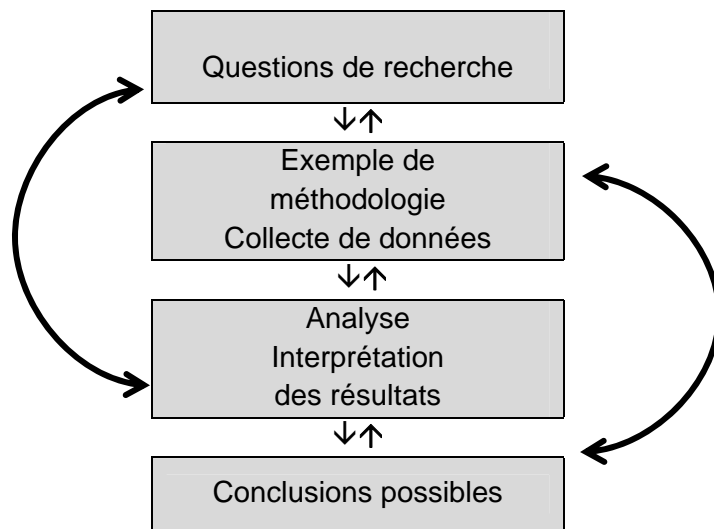 Questions de recherche
↓↑
Exemple de
méthodologie
Collecte de données
↓↑
Analyse
Interprétation
des résultats
↓↑
Conclusions possibles